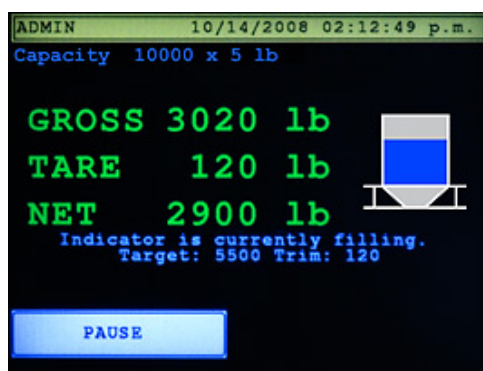 ADMIN 10/14/2008 02:12:49 p.m.
Capacity 10000 x 5 lb
GROSS 3020 lb
TARE 120 lb
NET 2900 lb
Indicator is currently filling.
Target: 5500 Trim: 120
PAUSE